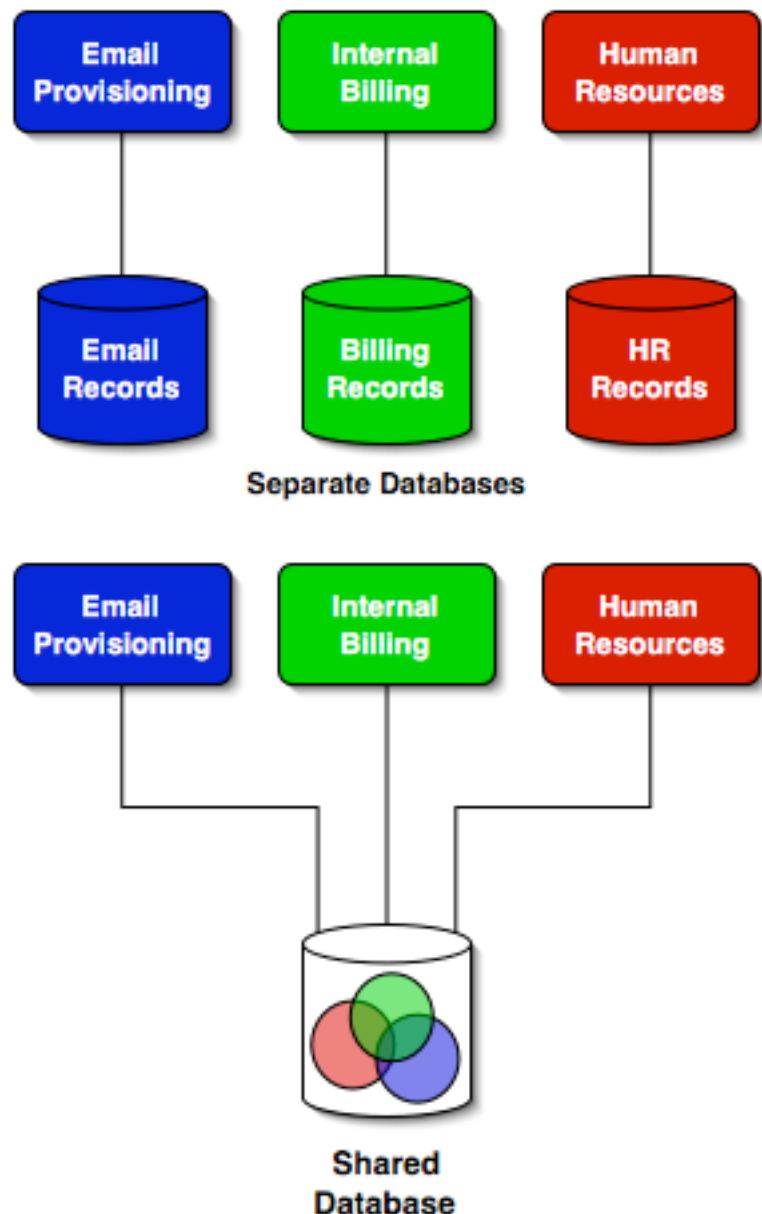 Email
Provisioning
Internal
Billing
Human
Resources
Email
Records
Billing
Records
HR
Records
Separate Databases
Email
Provisioning
Internal
Billing
Human
Resources
Shared
Database